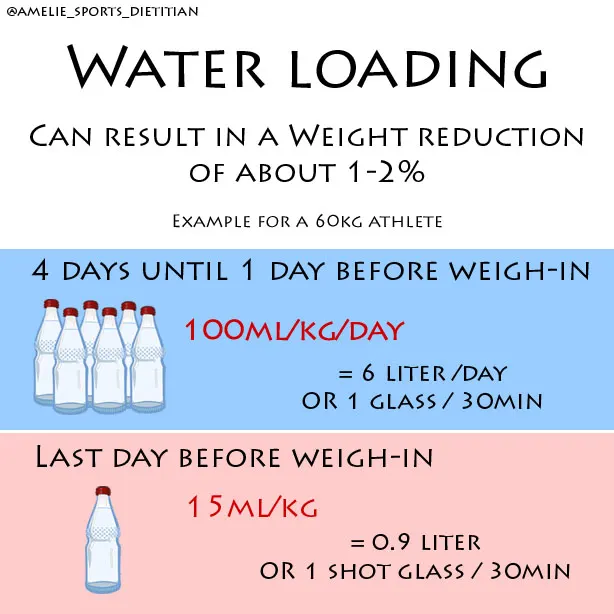 @AMELIE_SPORTS_DIETITIAN
WATER LOADING
CAN RESULT IN A WEIGHT REDUCTION
OF ABOUT 1-2%
EXAMPLE FOR A 60KG ATHLETE
4 DAYS UNTIL 1 DAY BEFORE WEIGH-IN
100ML/KG/DAY
= 6 LITER /DAY
OR 1 GLASS / 30MIN
LAST DAY BEFORE WEIGH-IN
15ML/KG
= 0.9 LITER
OR 1 SHOT GLASS / 30MIN